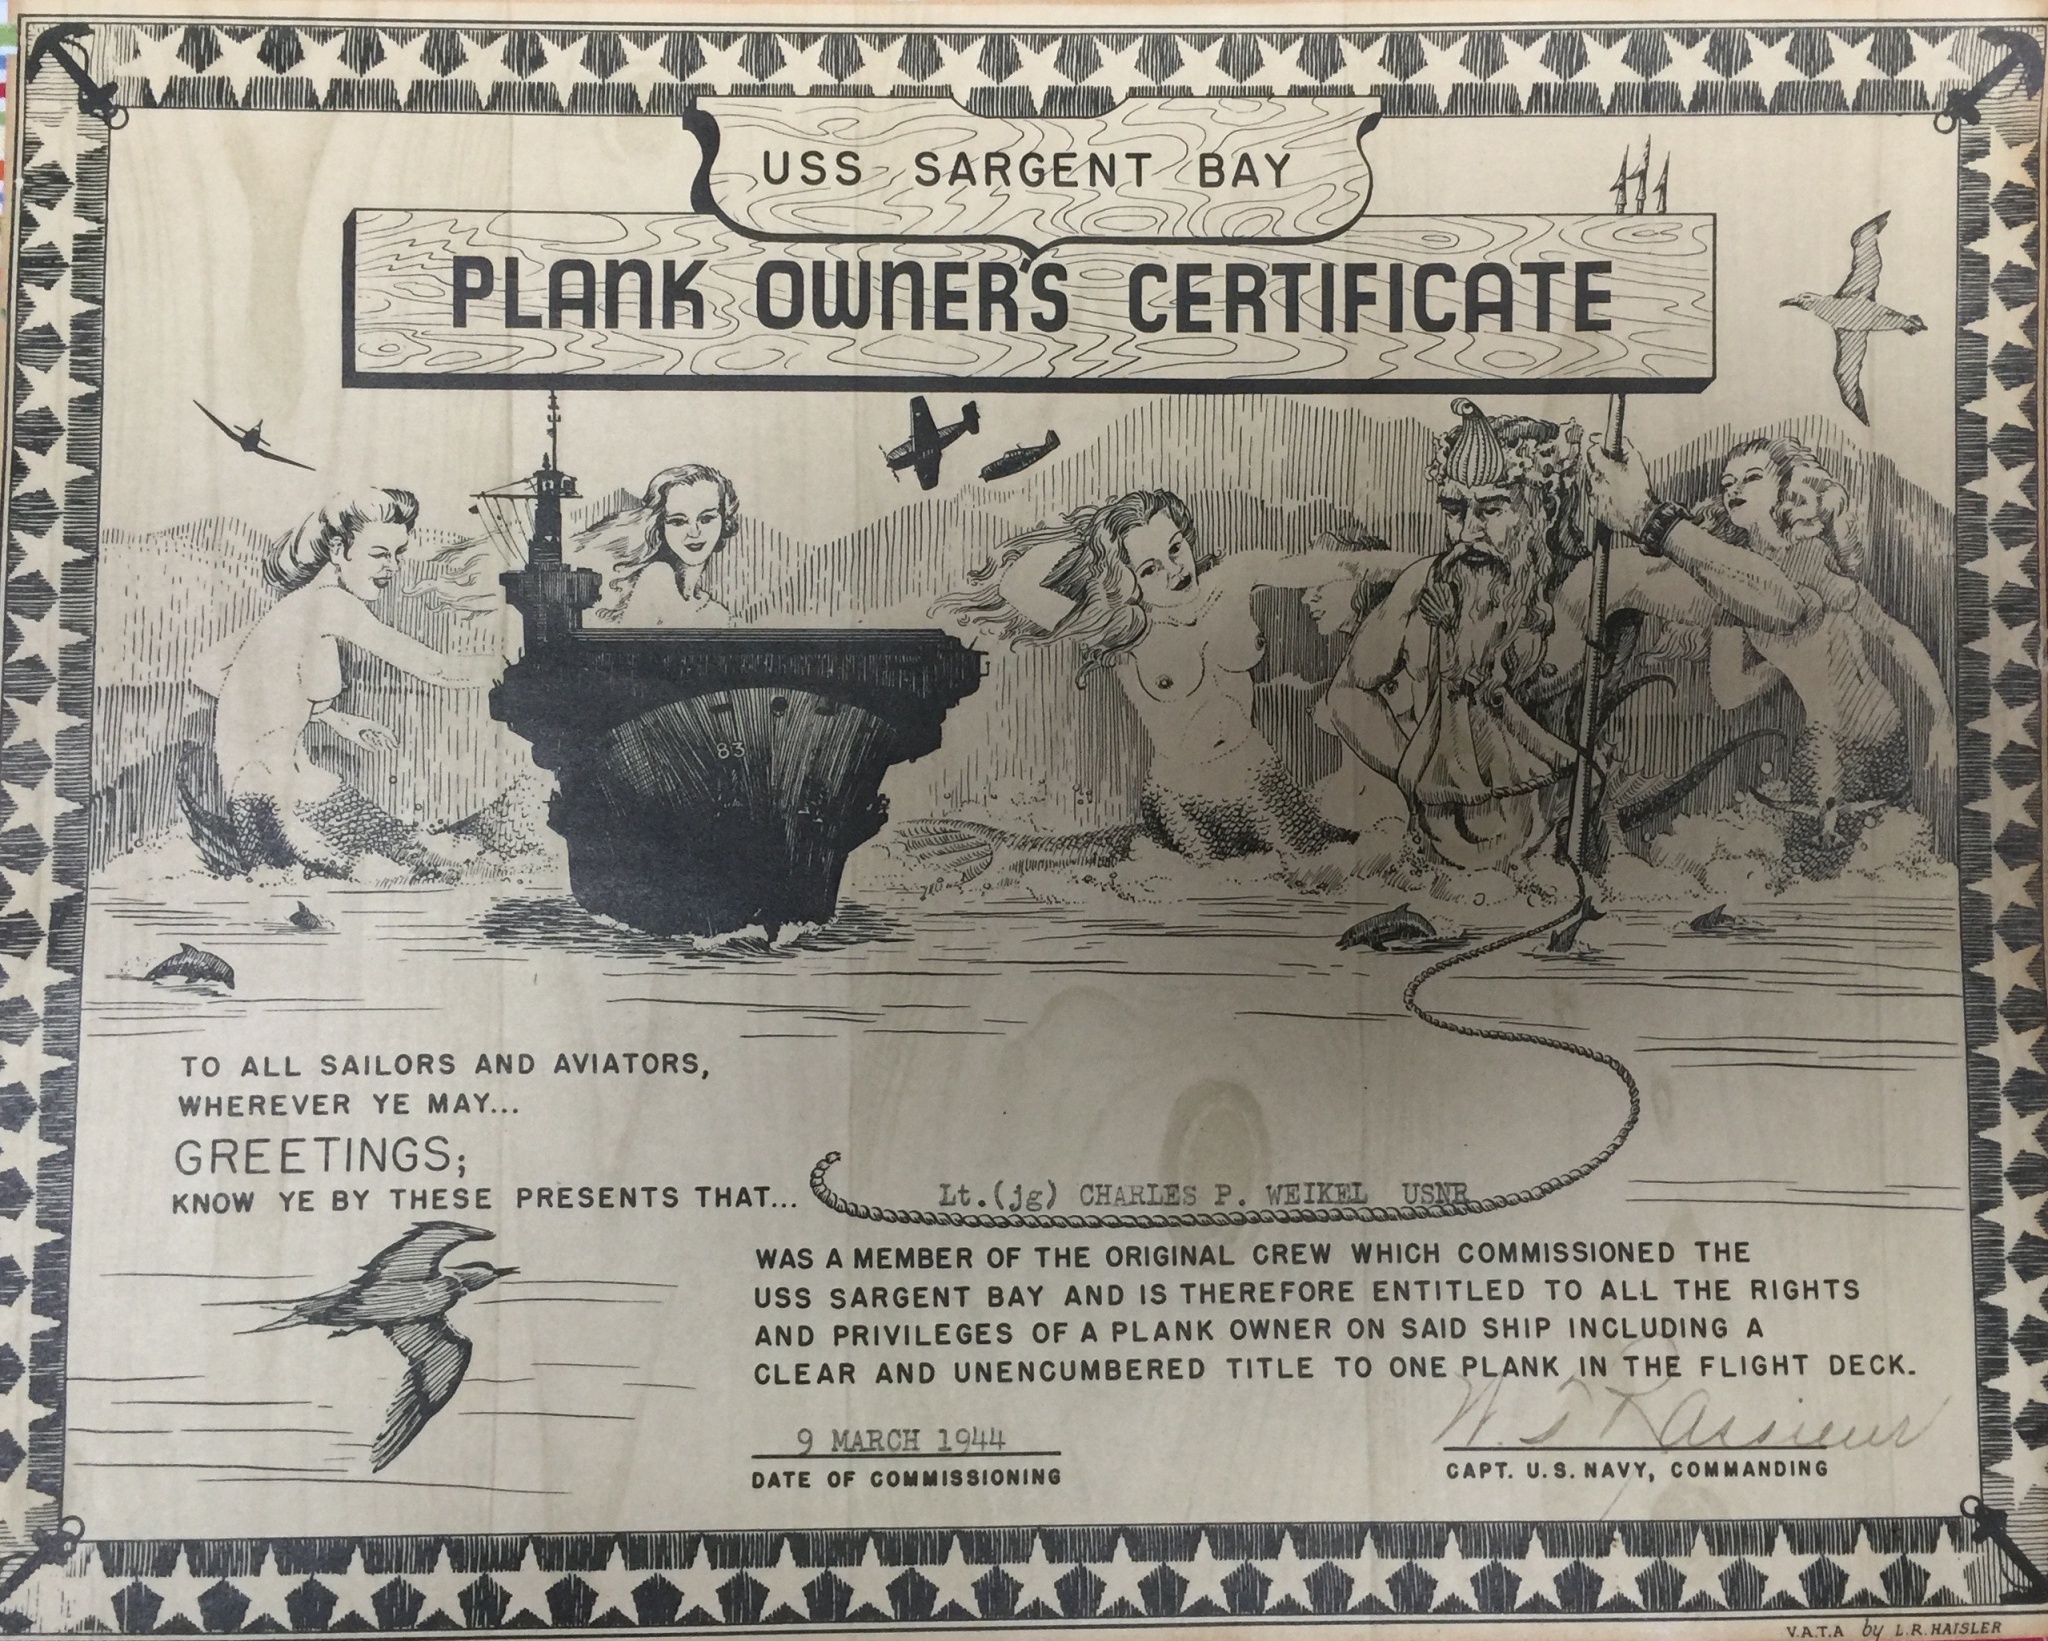 USS SARGENT BAY
PLANK OWNER'S CERTIFICATE
83
TO ALL SAILORS AND AVIATORS,
WHEREVER YE MAY...
GREETINGS;
KNOW YE BY THESE PRESENTS THAT... Lt.(jg) CHARLES P. WEIKEL USNR
WAS A MEMBER OF THE ORIGINAL CREW WHICH COMMISSIONED THE
USS SARGENT BAY AND IS THEREFORE ENTITLED TO ALL THE RIGHTS
AND PRIVILEGES OF A PLANK OWNER ON SAID SHIP INCLUDING A
CLEAR AND UNENCUMBERED TITLE TO ONE PLANK IN THE FLIGHT DECK.
9 MARCH 1944 W. T. Rassieur
DATE OF COMMISSIONING CAPT. U.S. NAVY, COMMANDING
V.A.T.A by L.R. HAISLER